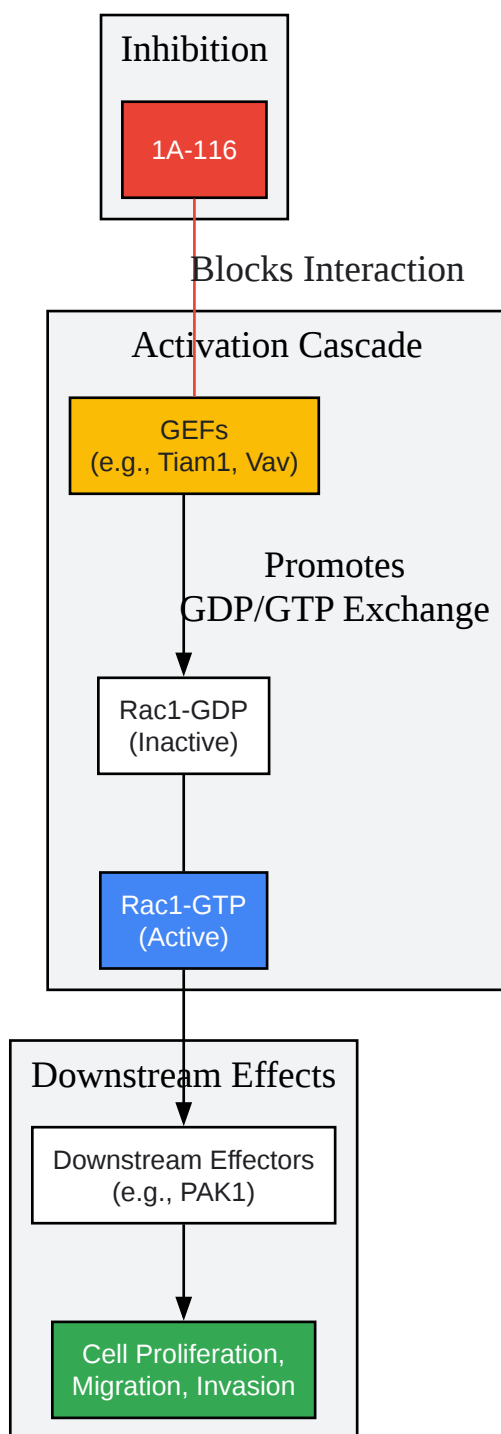 Inhibition
1A-116
Blocks Interaction
Activation Cascade
GEFs
(e.g., Tiam1, Vav)
Promotes
GDP/GTP Exchange
Rac1-GDP
(Inactive)
Rac1-GTP
(Active)
Downstream Effects
Downstream Effectors
(e.g., PAK1)
Cell Proliferation,
Migration, Invasion